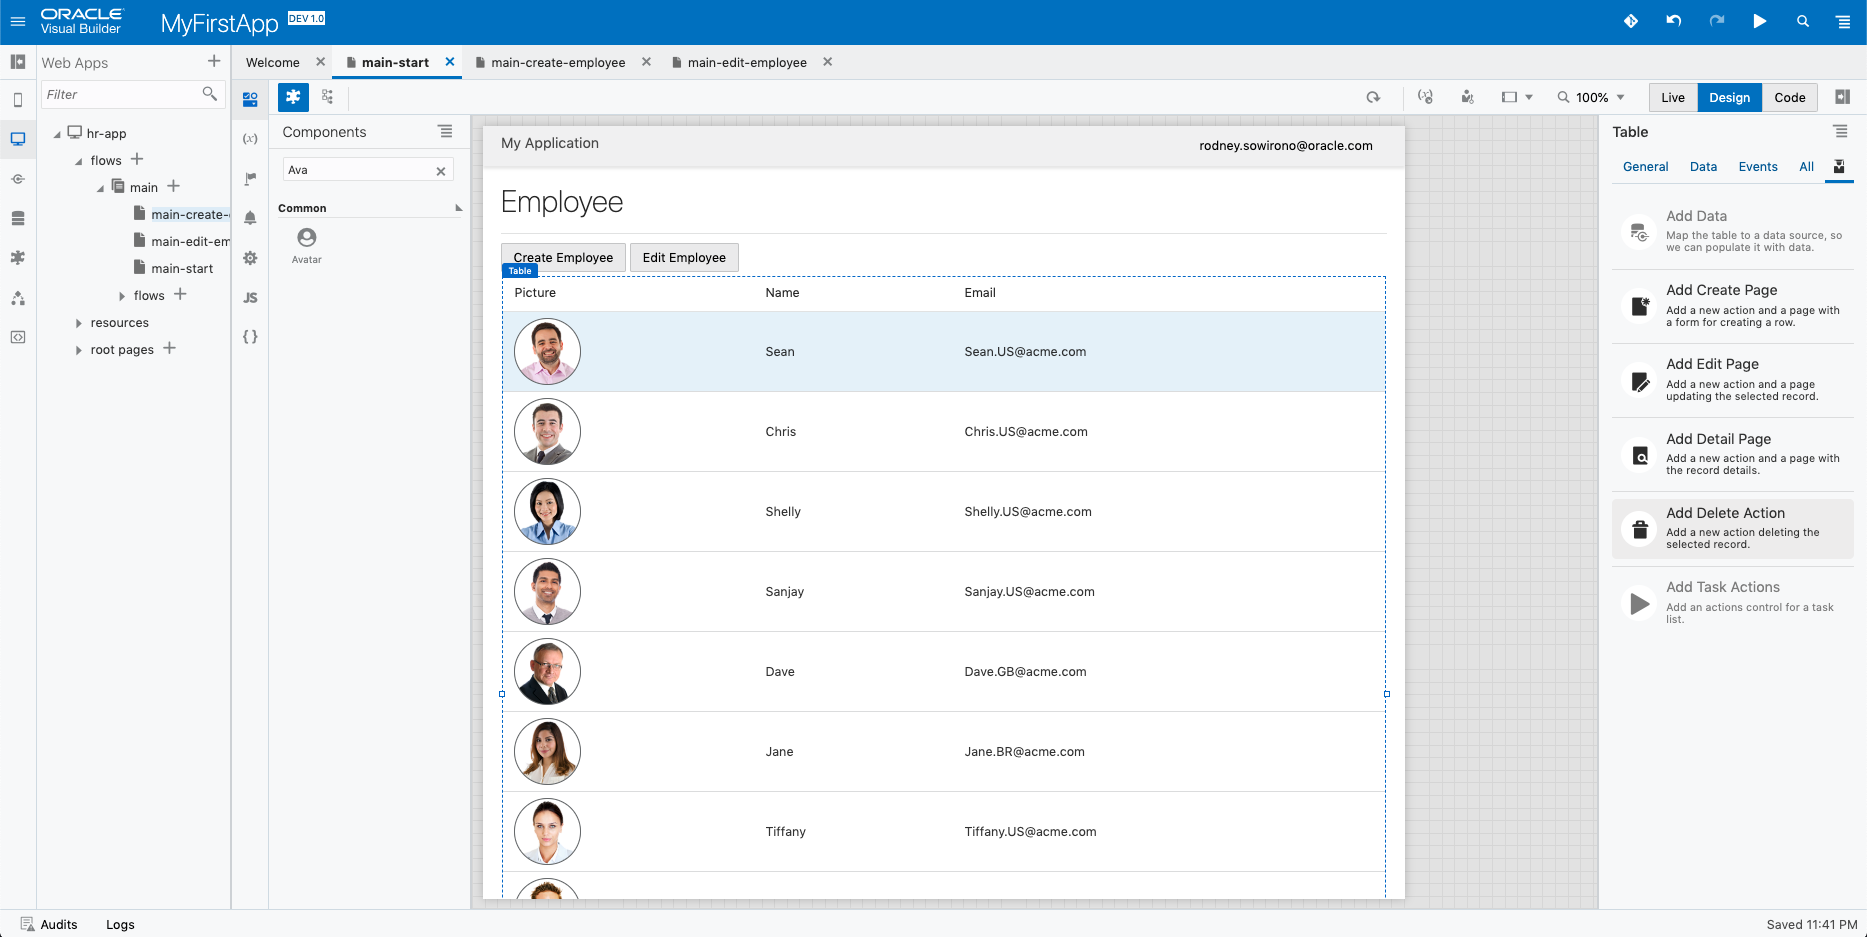 ORACLE
Visual Builder
MyFirstApp
DEV 1.0
Web Apps
Welcome
main-start
main-create-employee
main-edit-employee
Filter
100%
Live
Design
Code
hr-app
flows
main
main-create-
main-edit-em
main-start
flows
resources
root pages
(x)
JS
{ }
Components
Ava
Common
Avatar
My Application
rodney.sowirono@oracle.com
Employee
Create Employee
Edit Employee
Table
Picture Name Email
Sean Sean.US@acme.com
Chris Chris.US@acme.com
Shelly Shelly.US@acme.com
Sanjay Sanjay.US@acme.com
Dave Dave.GB@acme.com
Jane Jane.BR@acme.com
Tiffany Tiffany.US@acme.com
Table
General Data Events All
Add Data
Map the table to a data source, so
we can populate it with data.
Add Create Page
Add a new action and a page with
a form for creating a row.
Add Edit Page
Add a new action and a page
updating the selected record.
Add Detail Page
Add a new action and a page with
the record details.
Add Delete Action
Add a new action deleting the
selected record.
Add Task Actions
Add an actions control for a task
list.
Audits
Logs
Saved 11:41 PM